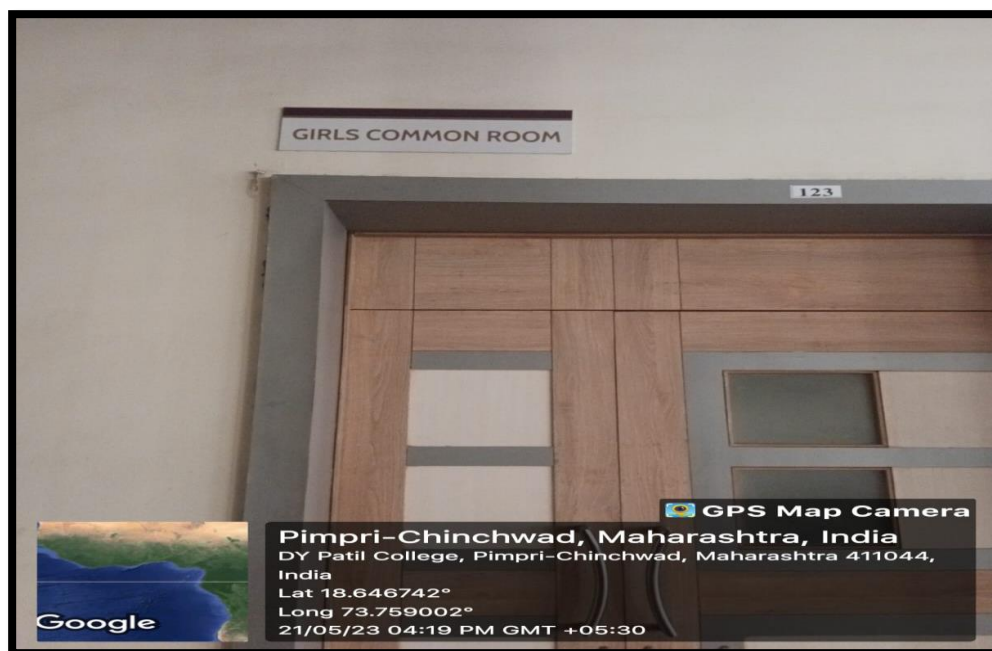 GIRLS COMMON ROOM
123
GPS Map Camera
Pimpri-Chinchwad, Maharashtra, India
DY Patil College, Pimpri-Chinchwad, Maharashtra 411044,
India
Lat 18.646742°
Long 73.759002°
21/05/23 04:19 PM GMT +05:30
Google